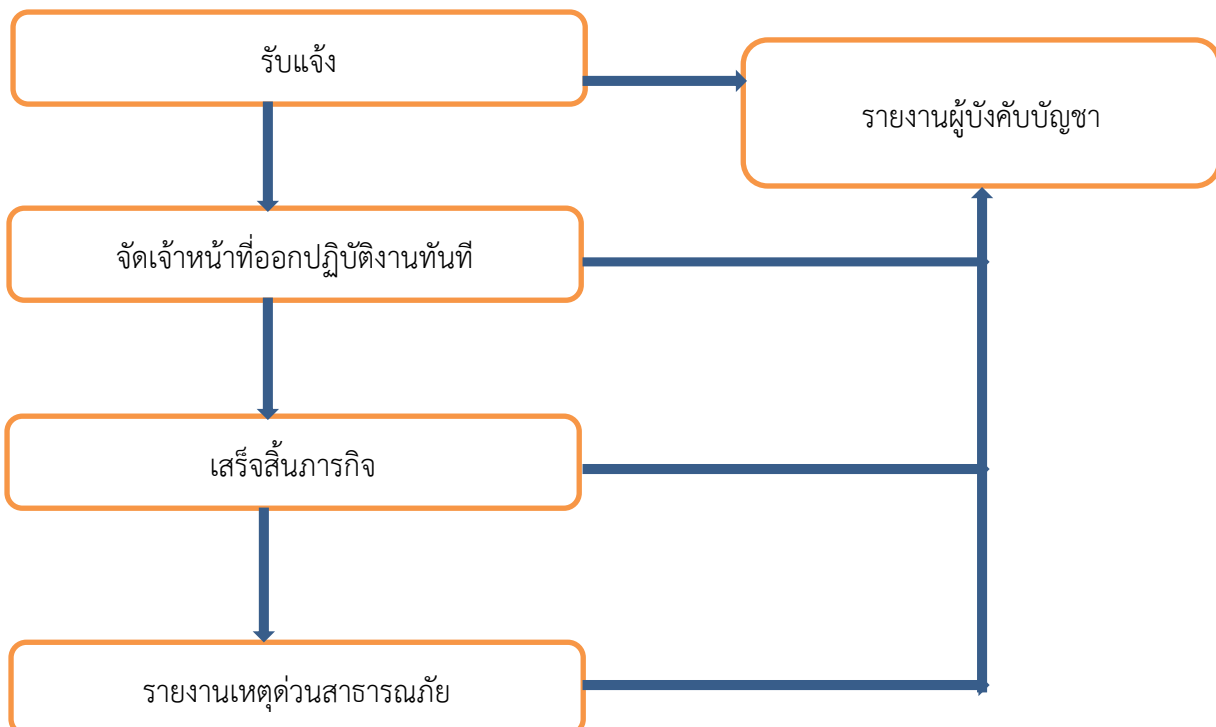 รับแจ้ง
รายงานผู้บังคับบัญชา
จัดเจ้าหน้าที่ออกปฏิบัติงานทันที
เสร็จสิ้นภารกิจ
รายงานเหตุด่วนสาธารณภัย